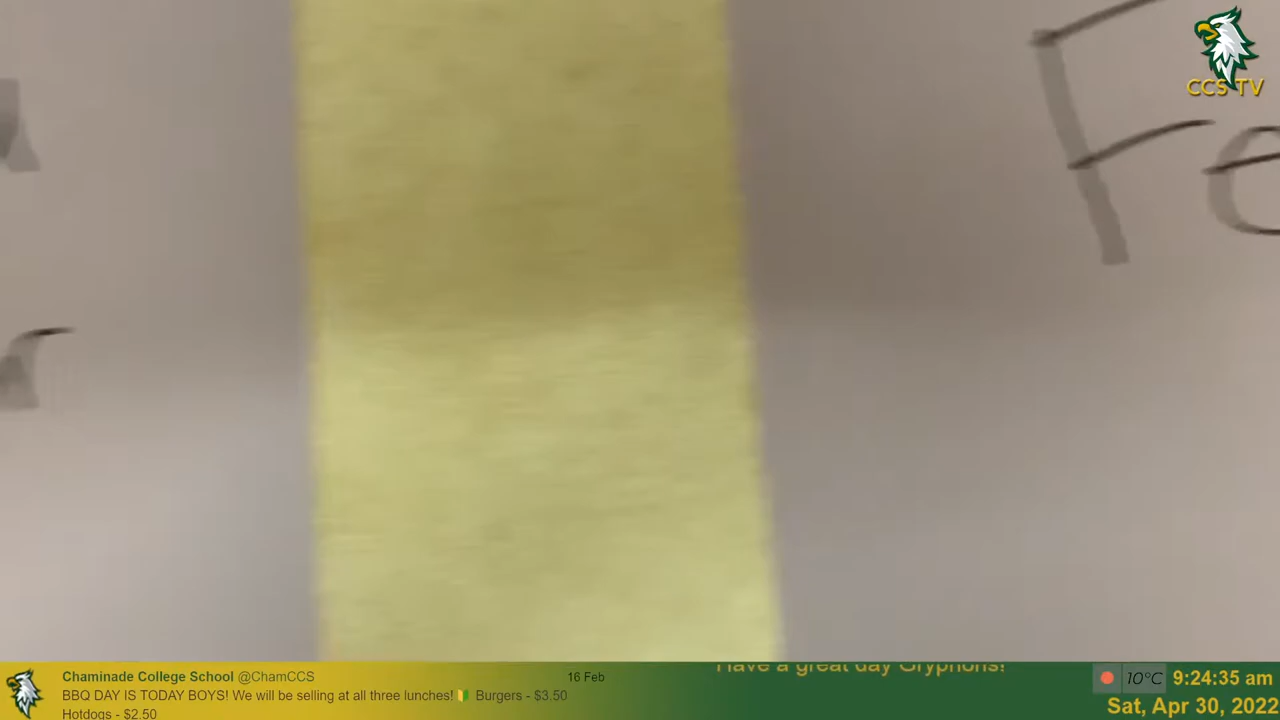 Fe
CCS TV
Chaminade College School @ChamCCS
16 Feb
BBQ DAY IS TODAY BOYS! We will be selling at all three lunches! Burgers - $3.50
Hotdogs - $2.50
Have a great day Gryphons!
10°C
9:24:35 am
Sat, Apr 30, 2022